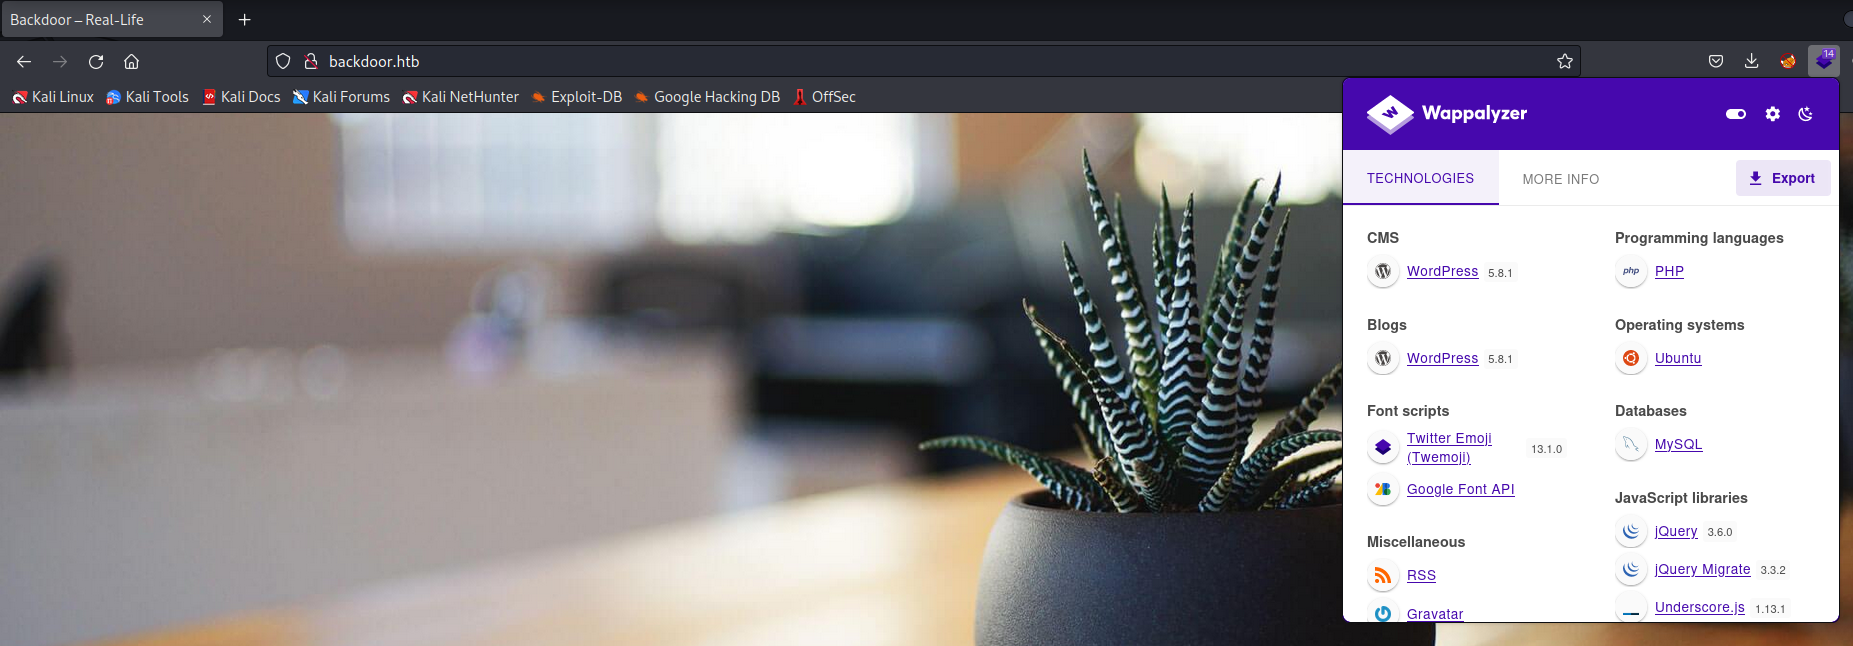 Backdoor – Real-Life
backdoor.htb
14
Kali Linux Kali Tools Kali Docs Kali Forums Kali NetHunter Exploit-DB Google Hacking DB OffSec
Wappalyzer
TECHNOLOGIES MORE INFO Export
CMS
WordPress 5.8.1
Blogs
WordPress 5.8.1
Font scripts
Twitter Emoji
(Twemoji) 13.1.0
Google Font API
Miscellaneous
RSS
Gravatar
Programming languages
php PHP
Operating systems
Ubuntu
Databases
MySQL
JavaScript libraries
jQuery 3.6.0
jQuery Migrate 3.3.2
Underscore.js 1.13.1